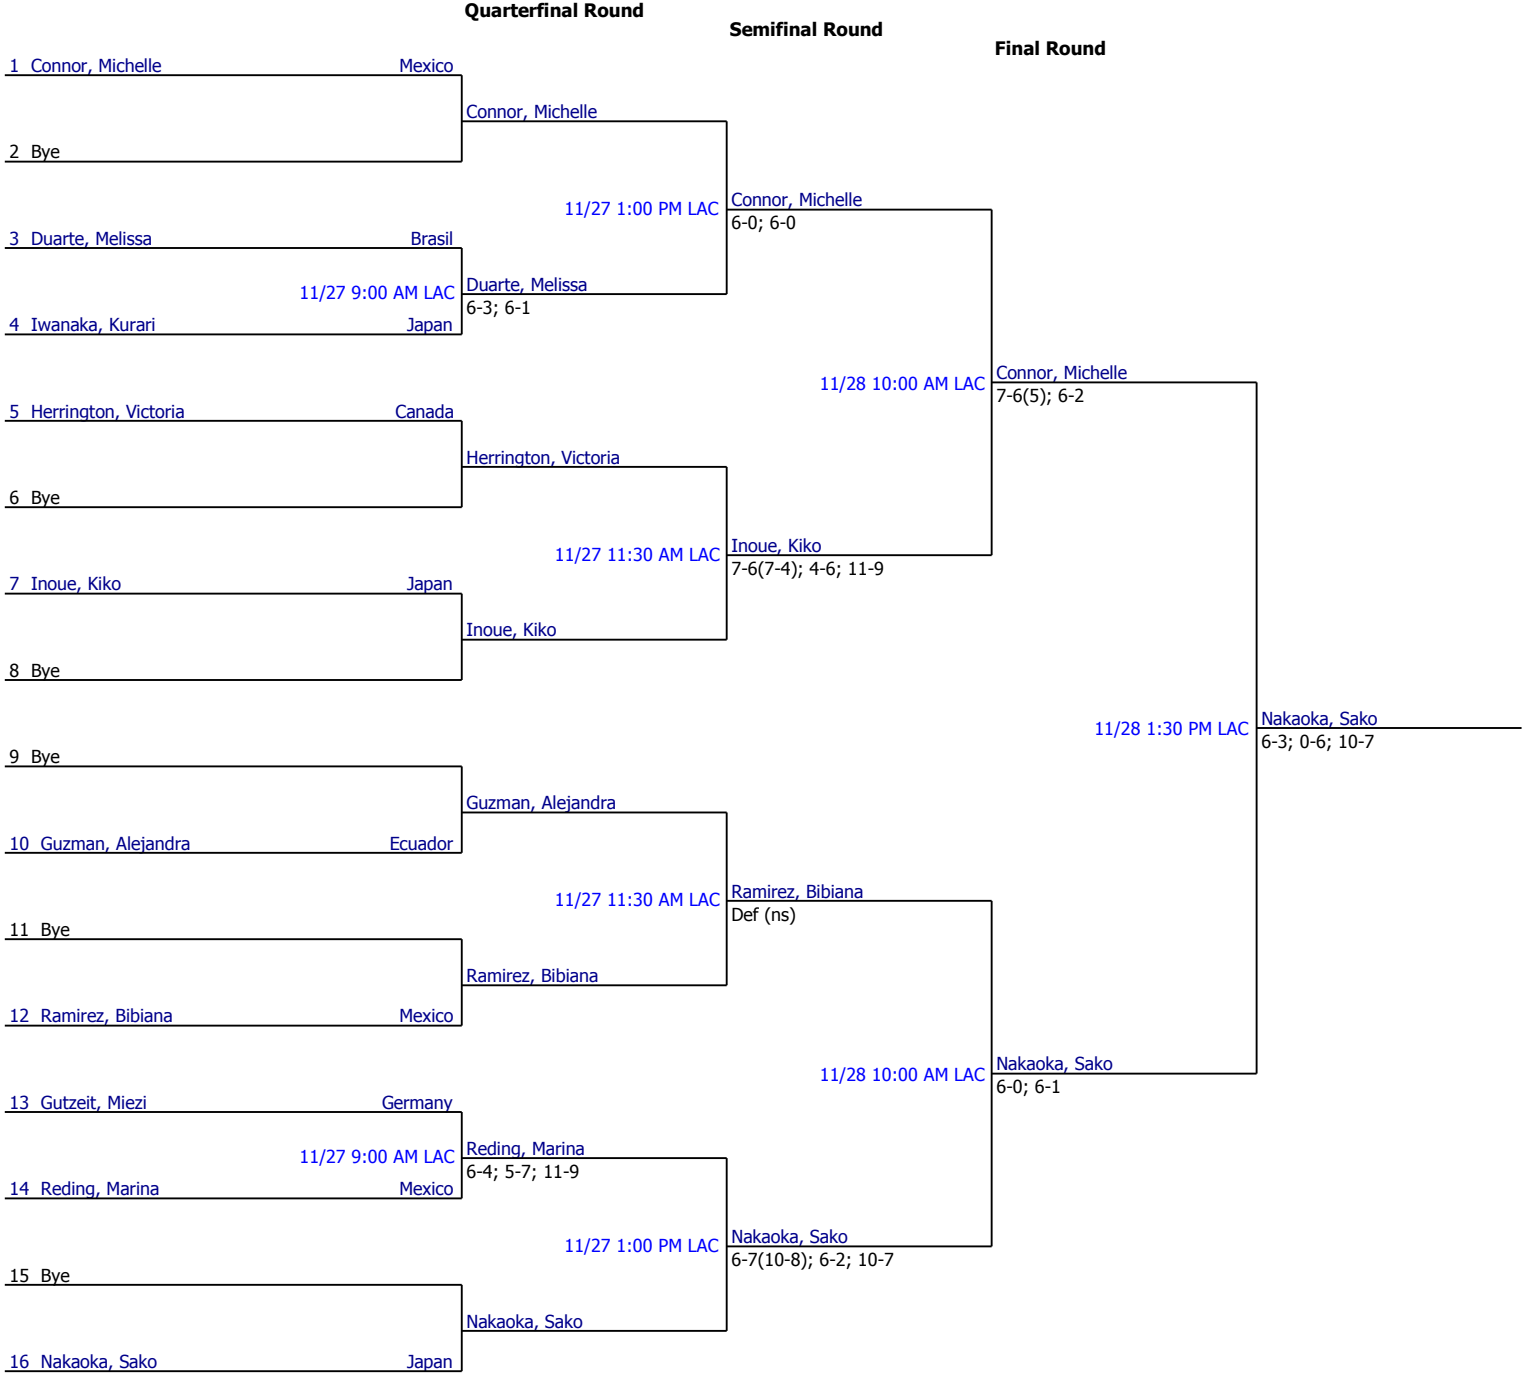 Quarterfinal Round
Semifinal Round
Final Round
1 Connor, Michelle Mexico
Connor, Michelle
2 Bye
11/27 1:00 PM LAC
Connor, Michelle
6-0; 6-0
3 Duarte, Melissa Brasil
11/27 9:00 AM LAC
Duarte, Melissa
6-3; 6-1
4 Iwanaka, Kurari Japan
11/28 10:00 AM LAC
Connor, Michelle
7-6(5); 6-2
5 Herrington, Victoria Canada
Herrington, Victoria
6 Bye
11/27 11:30 AM LAC
Inoue, Kiko
7-6(7-4); 4-6; 11-9
7 Inoue, Kiko Japan
Inoue, Kiko
8 Bye
11/28 1:30 PM LAC
Nakaoka, Sako
6-3; 0-6; 10-7
9 Bye
Guzman, Alejandra
10 Guzman, Alejandra Ecuador
11/27 11:30 AM LAC
Ramirez, Bibiana
Def (ns)
11 Bye
Ramirez, Bibiana
12 Ramirez, Bibiana Mexico
11/28 10:00 AM LAC
Nakaoka, Sako
6-0; 6-1
13 Gutzeit, Miezi Germany
11/27 9:00 AM LAC
Reding, Marina
6-4; 5-7; 11-9
14 Reding, Marina Mexico
11/27 1:00 PM LAC
Nakaoka, Sako
6-7(10-8); 6-2; 10-7
15 Bye
Nakaoka, Sako
16 Nakaoka, Sako Japan